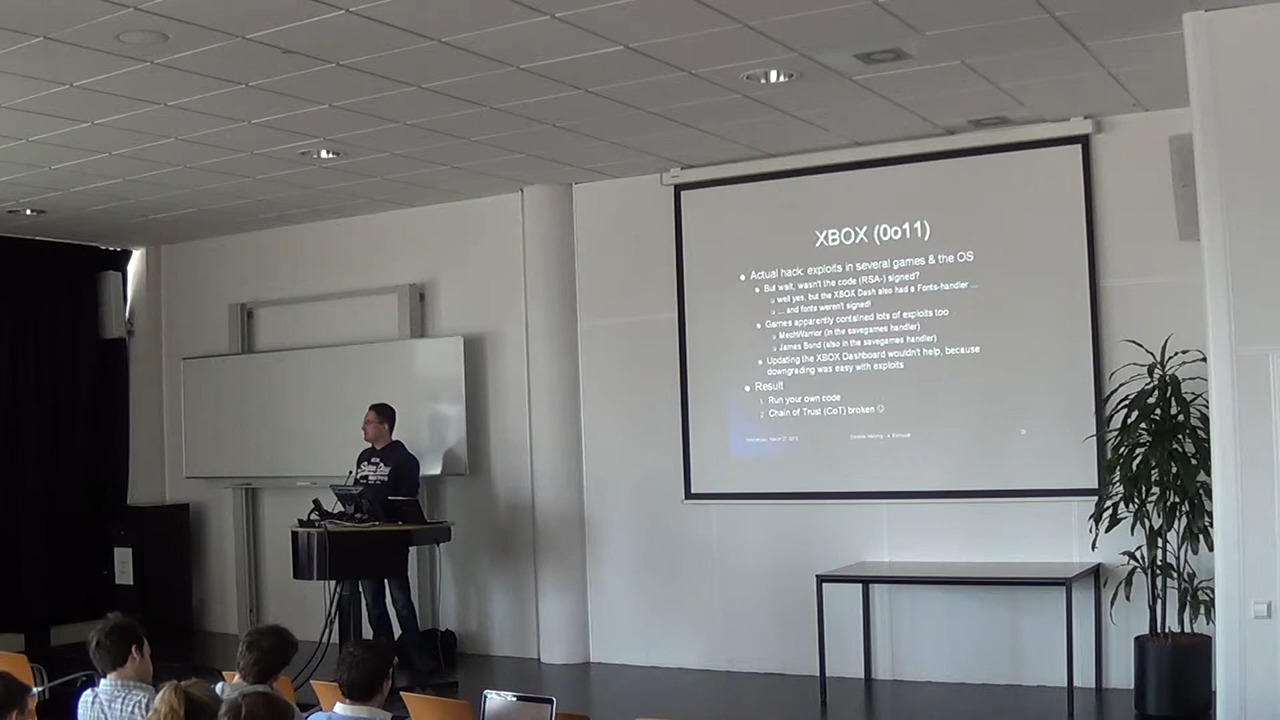 XBOX (0o11)
Actual hack: exploits in several games & the OS
But wait, wasn't the code (RSA-) signed?
well yes, but the XBOX Dash also had a Fonts-handler ...
... and fonts weren't signed!
Games apparently contained lots of exploits too
MechWarrior (in the savegames handler)
James Bond (also in the savegames handler)
Updating the XBOX Dashboard wouldn't help, because
downgrading was easy with exploits
Result
1. Run your own code
2. Chain of Trust (CoT) broken ☺